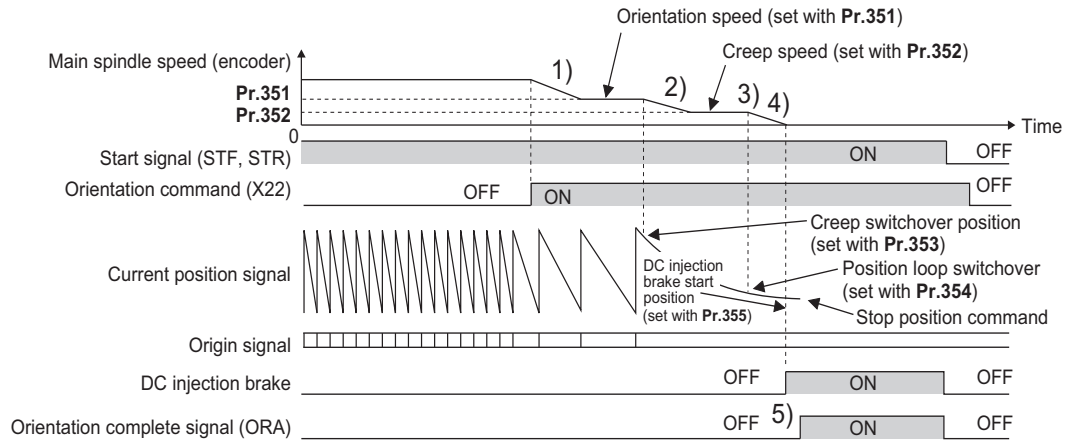 Orientation speed (set with Pr.351)
Main spindle speed (encoder)
1)
Creep speed (set with Pr.352)
Pr.351
2)
3)
4)
Pr.352
0
Time
Start signal (STF, STR)
ON
OFF
Orientation command (X22)
OFF
ON
OFF
Creep switchover position
(set with Pr.353)
Current position signal
DC injection
brake start
position
(set with Pr.355)
Position loop switchover
(set with Pr.354)
Stop position command
Origin signal
DC injection brake
OFF
ON
OFF
Orientation complete signal (ORA)
OFF
5)
ON
OFF